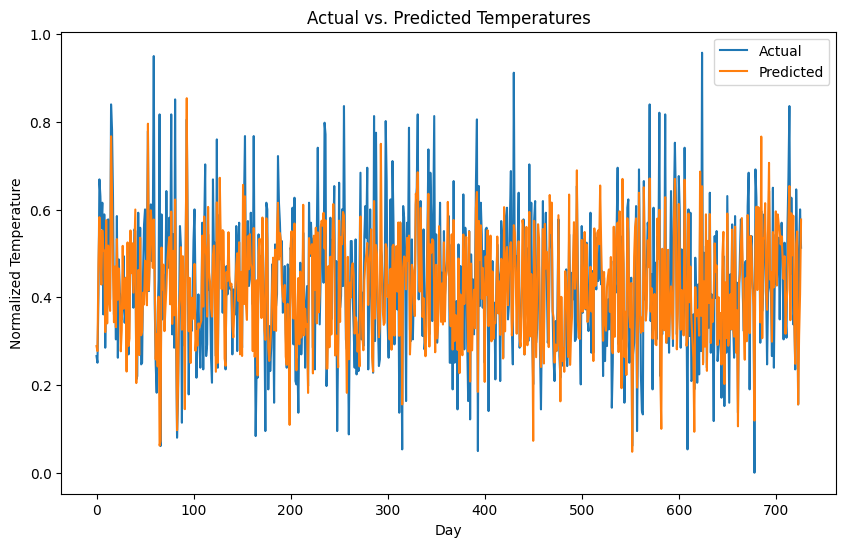 Actual vs. Predicted Temperatures
1.0
0.8
0.6
0.4
0.2
0.0
Normalized Temperature
Actual
Predicted
0 100 200 300 400 500 600 700
Day